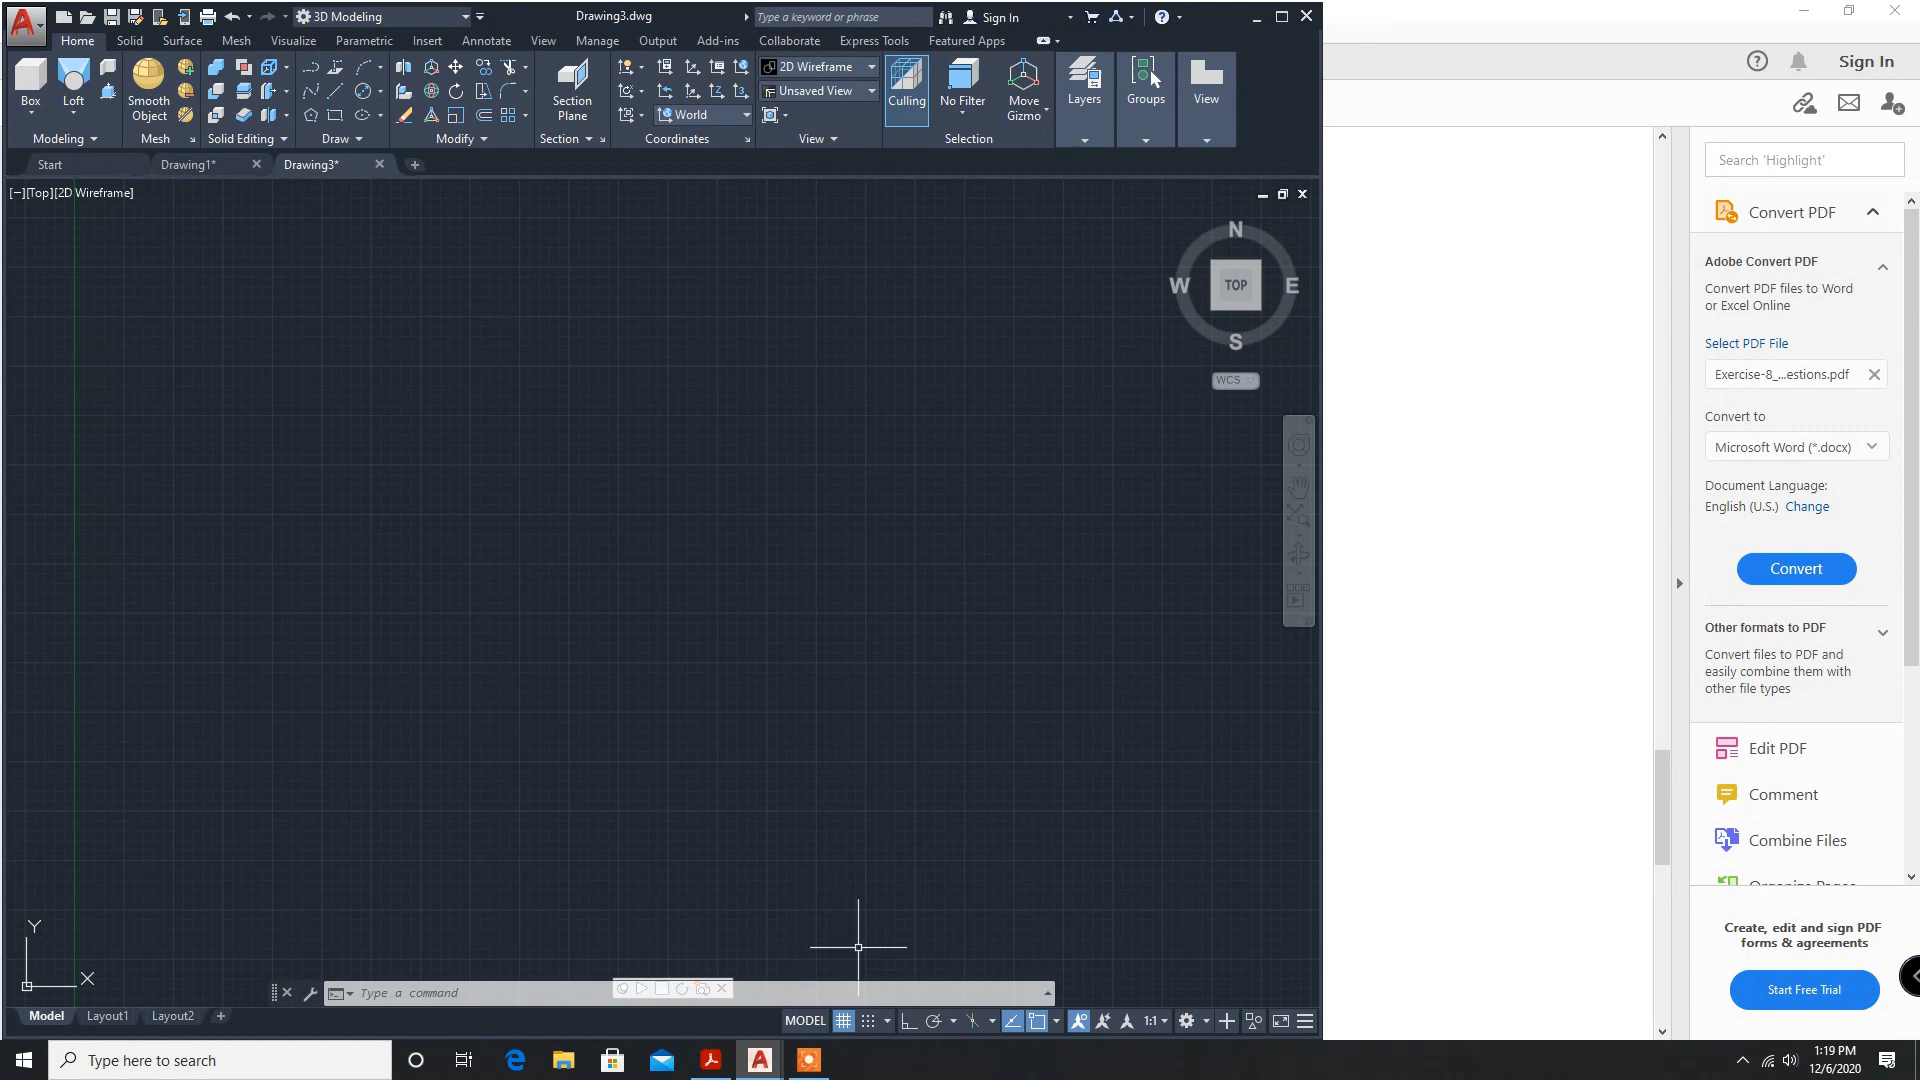 3D Modeling
Drawing3.dwg
Type a keyword or phrase
Sign In
Home Solid Surface Mesh Visualize Parametric Insert Annotate View Manage Output Add-ins Collaborate Express Tools Featured Apps
Box
Loft
Smooth
Object
Section
Plane
2D Wireframe
Unsaved View
World
Culling
No Filter
Move
Gizmo
Layers
Groups
View
Modeling
Mesh
Solid Editing
Draw
Modify
Section
Coordinates
View
Selection
Start
Drawing1*
Drawing3*
[−][Top][2D Wireframe]
N
W
TOP
E
S
WCS
Y
X
Type a command
Model
Layout1
Layout2
MODEL
1:1
Sign In
Search 'Highlight'
Convert PDF
Adobe Convert PDF
Convert PDF files to Word
or Excel Online
Select PDF File
Exercise-8_...estions.pdf
Convert to
Microsoft Word (*.docx)
Document Language:
English (U.S.) Change
Convert
Other formats to PDF
Convert files to PDF and
easily combine them with
other file types
Edit PDF
Comment
Combine Files
Organize Pages
Create, edit and sign PDF
forms & agreements
Start Free Trial
Type here to search
1:19 PM
12/6/2020